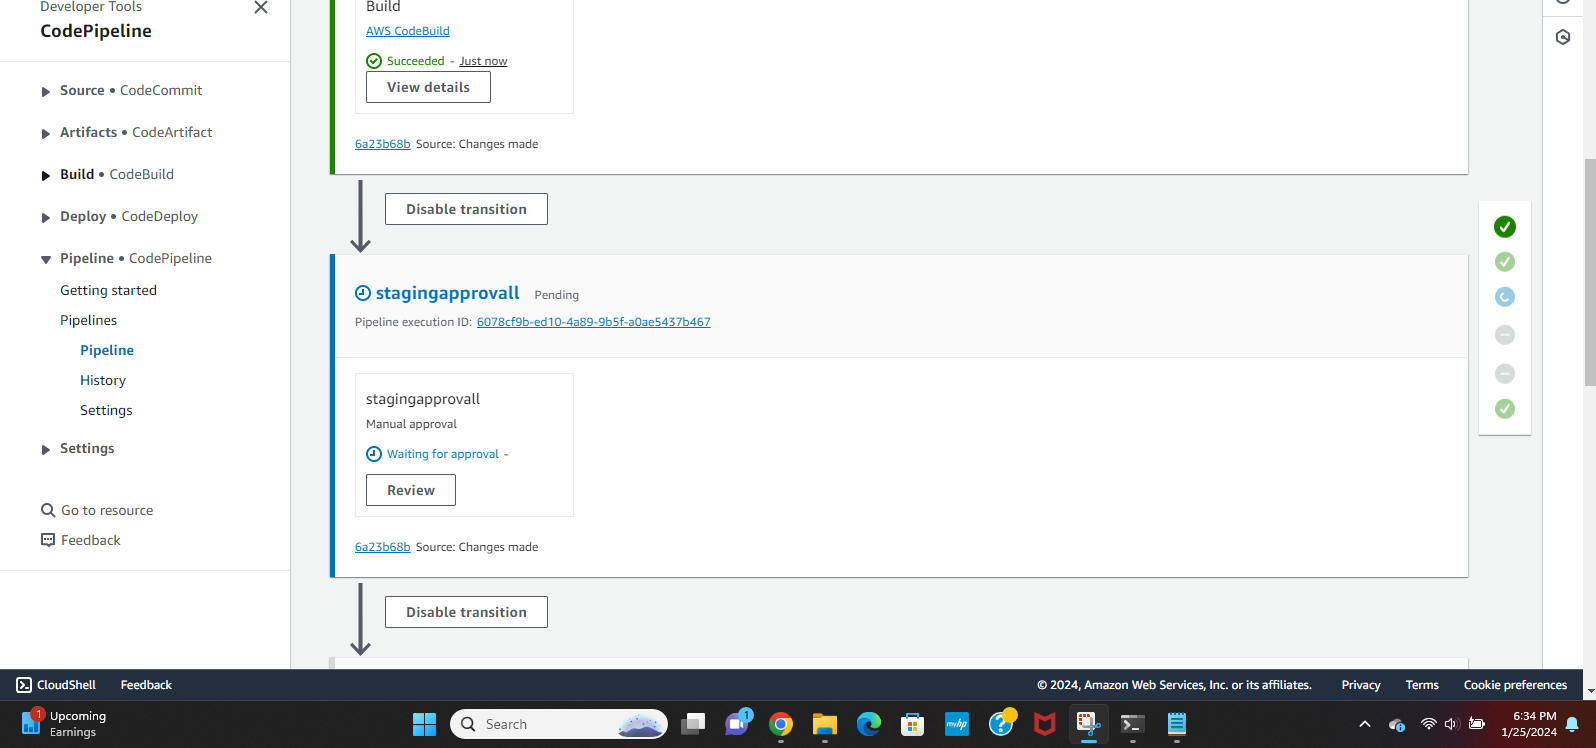 Developer Tools
CodePipeline
Source • CodeCommit
Artifacts • CodeArtifact
Build • CodeBuild
Deploy • CodeDeploy
Pipeline • CodePipeline
Getting started
Pipelines
Pipeline
History
Settings
Settings
Go to resource
Feedback
Build
AWS CodeBuild
Succeeded - Just now
View details
6a23b68b Source: Changes made
Disable transition
stagingapprovall Pending
Pipeline execution ID: 6078cf9b-ed10-4a89-9b5f-a0ae5437b467
stagingapprovall
Manual approval
Waiting for approval -
Review
6a23b68b Source: Changes made
Disable transition
CloudShell Feedback © 2024, Amazon Web Services, Inc. or its affiliates. Privacy Terms Cookie preferences
1 Upcoming
Earnings
Search
1
myhp
6:34 PM
1/25/2024